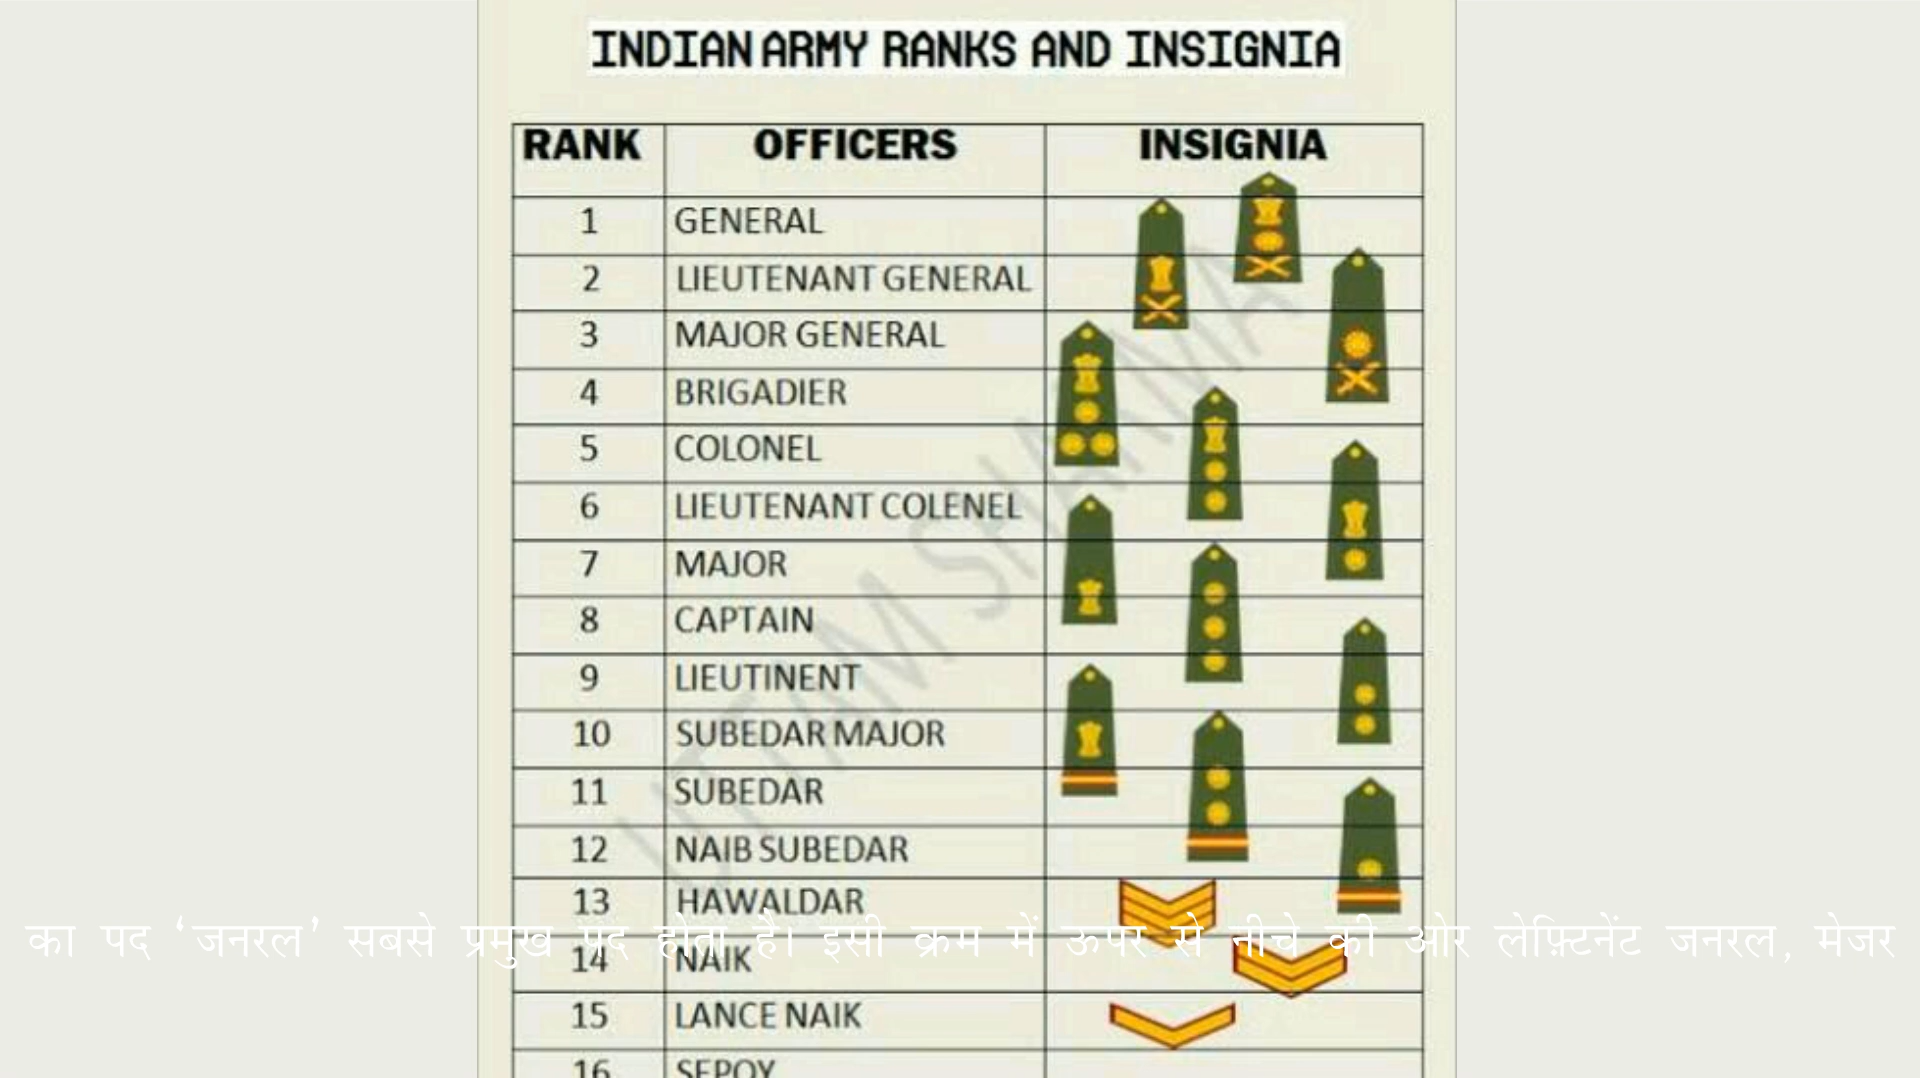 INDIAN ARMY RANKS AND INSIGNIA
RANK OFFICERS INSIGNIA
1 GENERAL
2 LIEUTENANT GENERAL
3 MAJOR GENERAL
4 BRIGADIER
5 COLONEL
6 LIEUTENANT COLENEL
7 MAJOR
8 CAPTAIN
9 LIEUTINENT
10 SUBEDAR MAJOR
11 SUBEDAR
12 NAIB SUBEDAR
13 HAWALDAR
का पद ‘जनरल’ सबसे प्रमुख पद होता है। इसी क्रम में ऊपर से नीचे की ओर लेफ़्टिनेंट जनरल, मेजर
14 NAIK
15 LANCE NAIK
16 SEPOY
UTTAM SHARMA